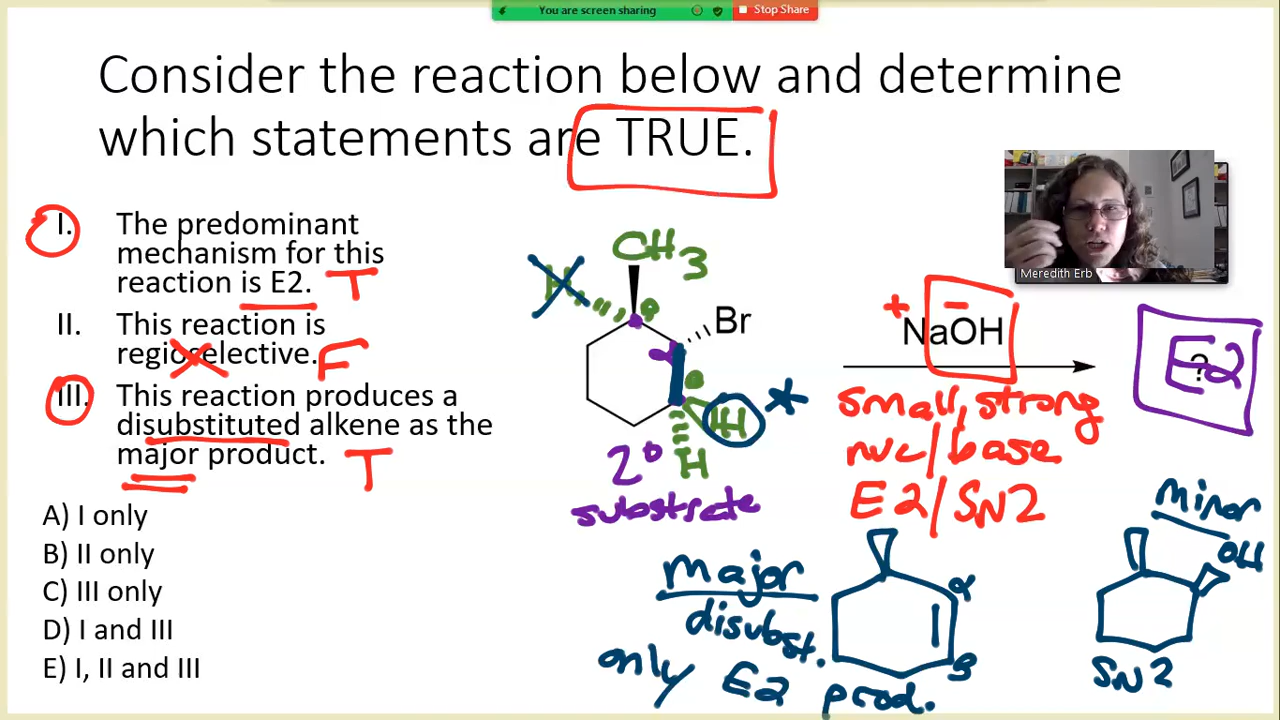 You are screen sharing
Stop Share
Consider the reaction below and determine
which statements are TRUE.
I. The predominant
mechanism for this
reaction is E2. T
II. This reaction is
regioselective. F
III. This reaction produces a
disubstituted alkene as the
major product. T
A) I only
B) II only
C) III only
D) I and III
E) I, II and III
CH3
H
β
Br
α
β
H
*
H
2°
substrate
+ −
NaOH
small, strong
nuc/base
E2/SN2
E2
?
Meredith Erb
major
disubst.
only E2 prod.
α
β
minor
OH
SN2